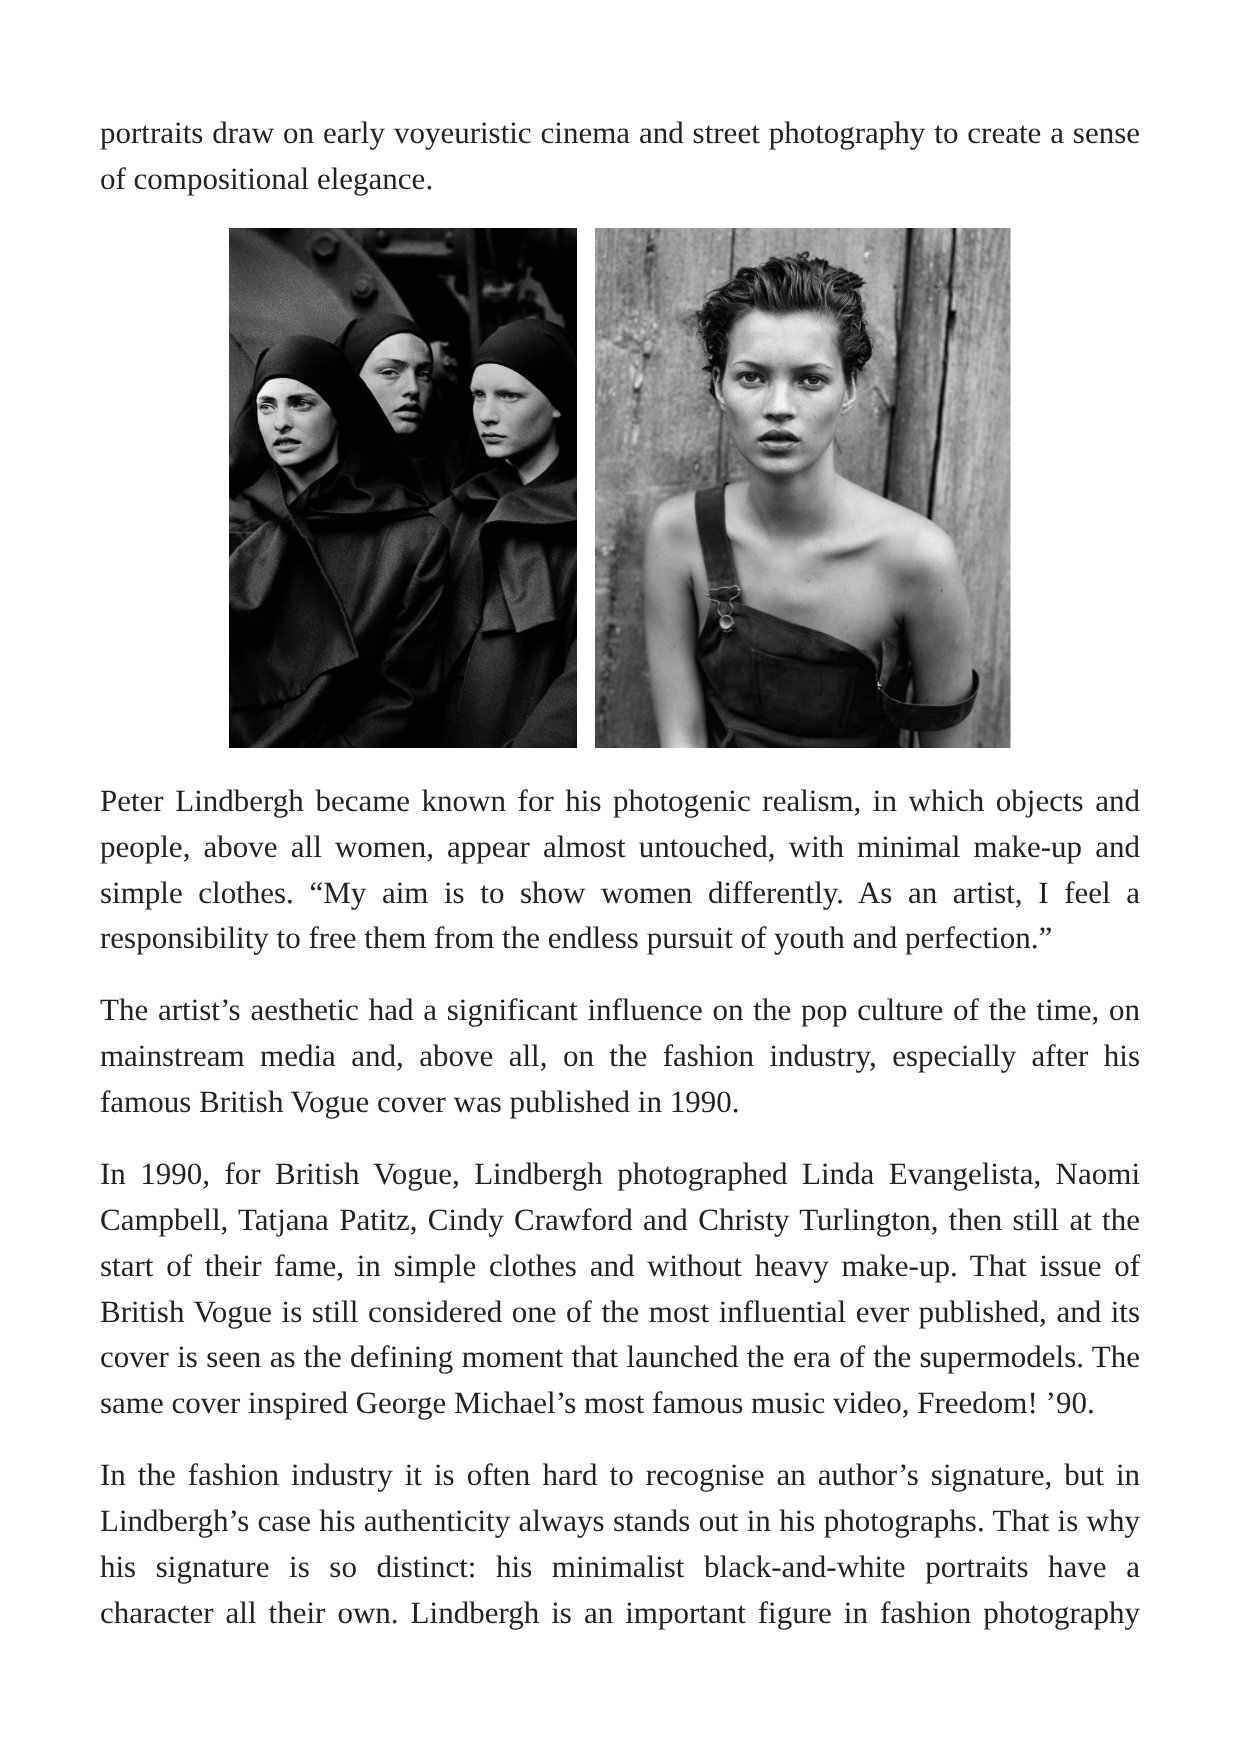 portraits draw on early voyeuristic cinema and street photography to create a sense
of compositional elegance.
Peter Lindbergh became known for his photogenic realism, in which objects and
people, above all women, appear almost untouched, with minimal make-up and
simple clothes. “My aim is to show women differently. As an artist, I feel a
responsibility to free them from the endless pursuit of youth and perfection.”
The artist’s aesthetic had a significant influence on the pop culture of the time, on
mainstream media and, above all, on the fashion industry, especially after his
famous British Vogue cover was published in 1990.
In 1990, for British Vogue, Lindbergh photographed Linda Evangelista, Naomi
Campbell, Tatjana Patitz, Cindy Crawford and Christy Turlington, then still at the
start of their fame, in simple clothes and without heavy make-up. That issue of
British Vogue is still considered one of the most influential ever published, and its
cover is seen as the defining moment that launched the era of the supermodels. The
same cover inspired George Michael’s most famous music video, Freedom! ’90.
In the fashion industry it is often hard to recognise an author’s signature, but in
Lindbergh’s case his authenticity always stands out in his photographs. That is why
his signature is so distinct: his minimalist black-and-white portraits have a
character all their own. Lindbergh is an important figure in fashion photography